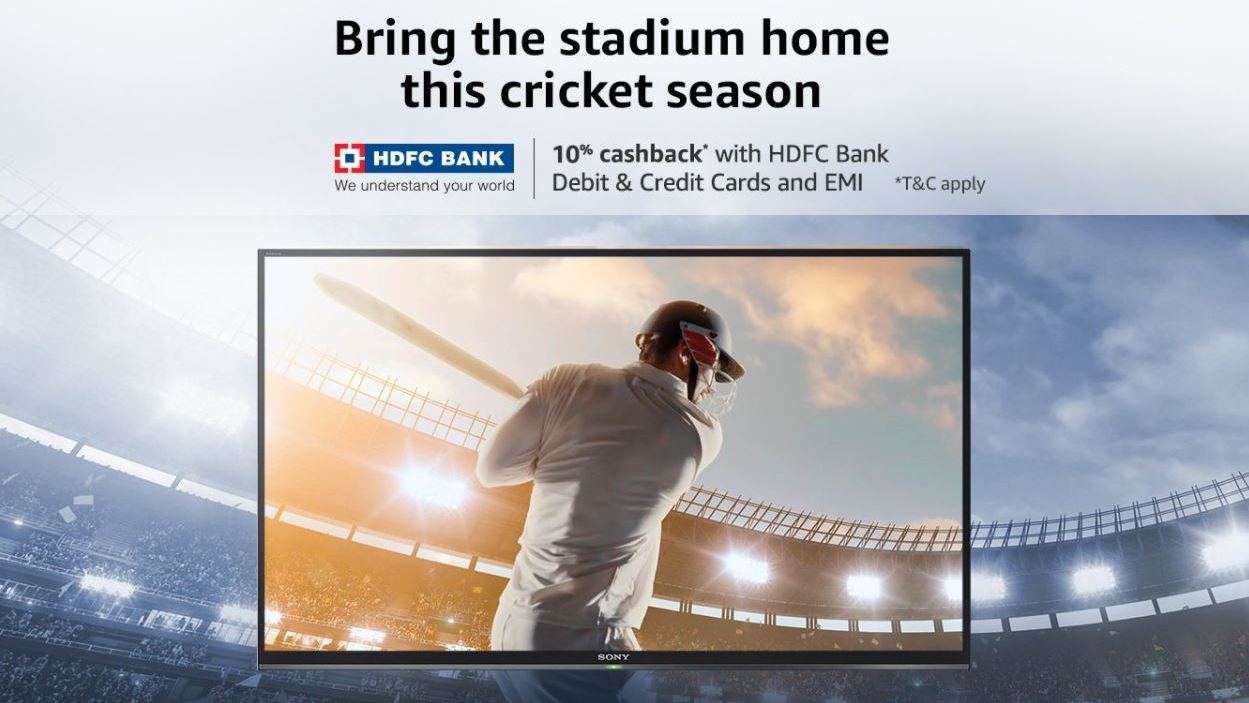 Bring the stadium home
this cricket season
HDFC BANK
We understand your world
10% cashback* with HDFC Bank
Debit & Credit Cards and EMI
*T&C apply
SONY